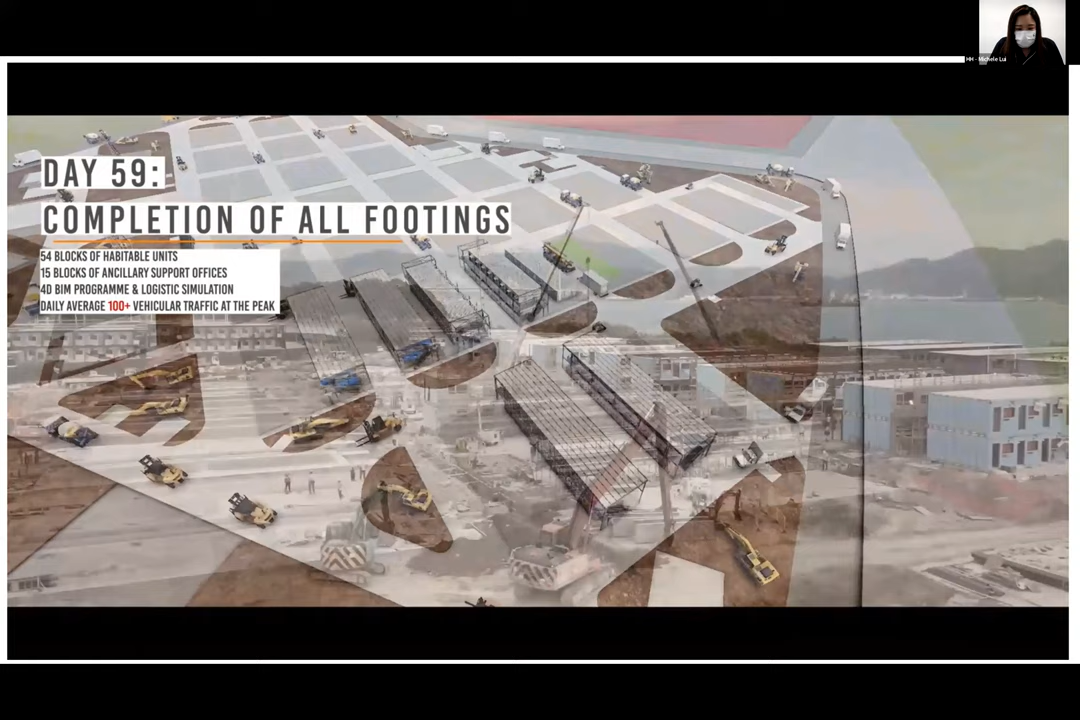 HH - Michele Lui
DAY 59:
COMPLETION OF ALL FOOTINGS
54 BLOCKS OF HABITABLE UNITS
15 BLOCKS OF ANCILLARY SUPPORT OFFICES
4D BIM PROGRAMME & LOGISTIC SIMULATION
DAILY AVERAGE 100+ VEHICULAR TRAFFIC AT THE PEAK